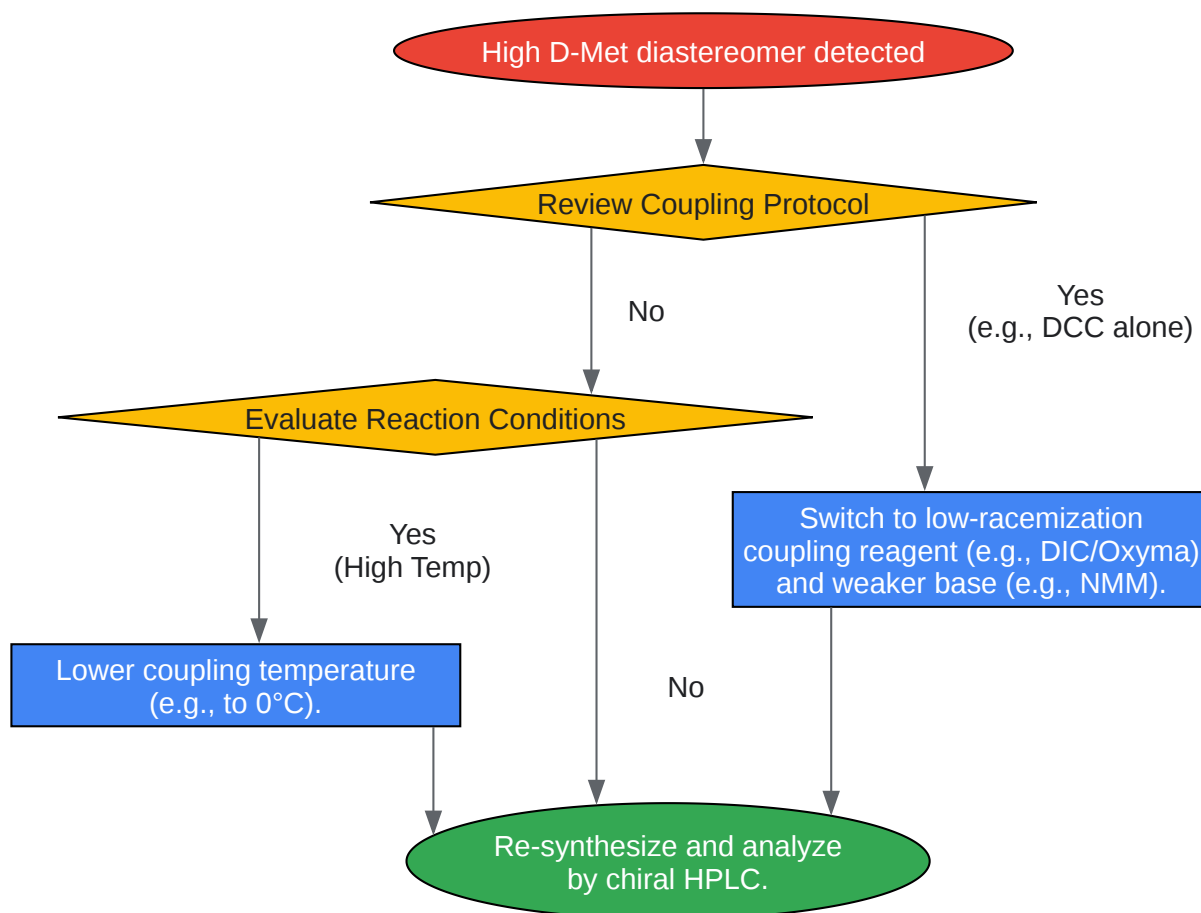 High D-Met diastereomer detected
Review Coupling Protocol
No
Yes
(e.g., DCC alone)
Evaluate Reaction Conditions
Yes
(High Temp)
Switch to low-racemization
coupling reagent (e.g., DIC/Oxyma)
and weaker base (e.g., NMM).
Lower coupling temperature
(e.g., to 0°C).
No
Re-synthesize and analyze
by chiral HPLC.